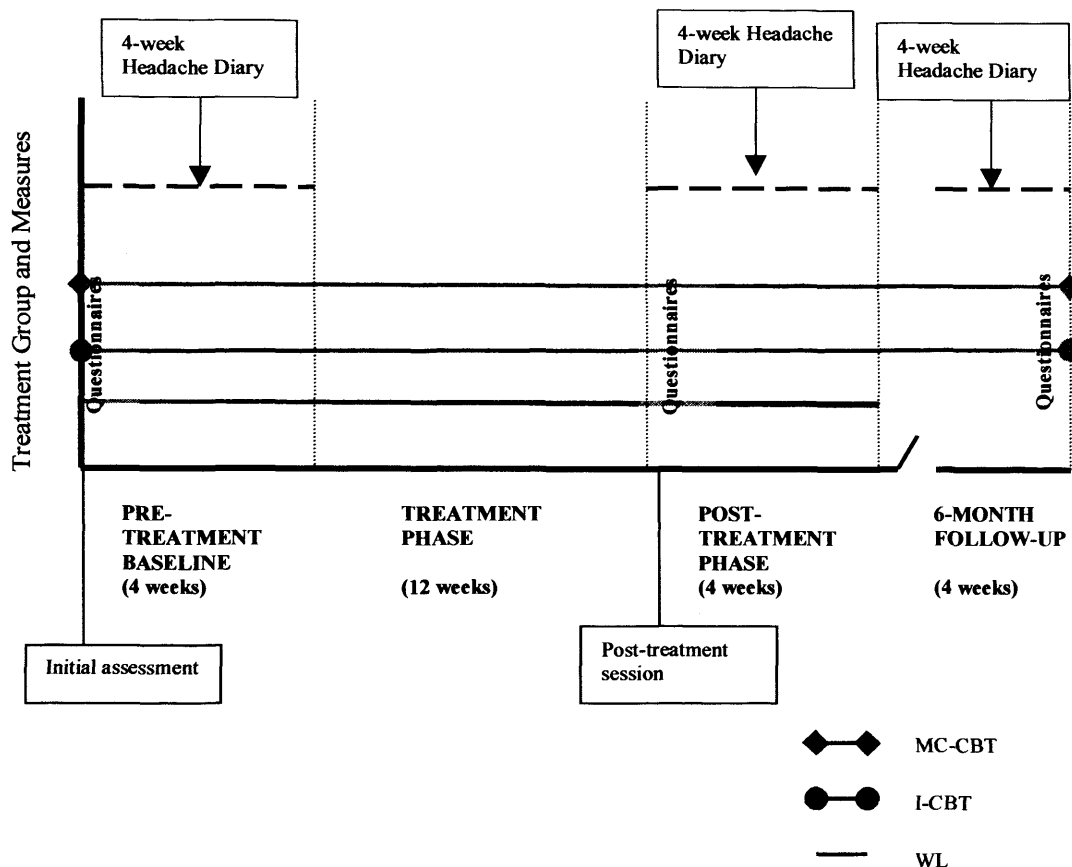 4-week
Headache Diary
4-week Headache
Diary
4-week
Headache Diary
Treatment Group and Measures
Questionnaires
Questionnaires
Questionnaires
PRE-
TREATMENT
BASELINE
(4 weeks)
TREATMENT
PHASE
(12 weeks)
POST-
TREATMENT
PHASE
(4 weeks)
6-MONTH
FOLLOW-UP
(4 weeks)
Initial assessment
Post-treatment
session
MC-CBT
I-CBT
WL